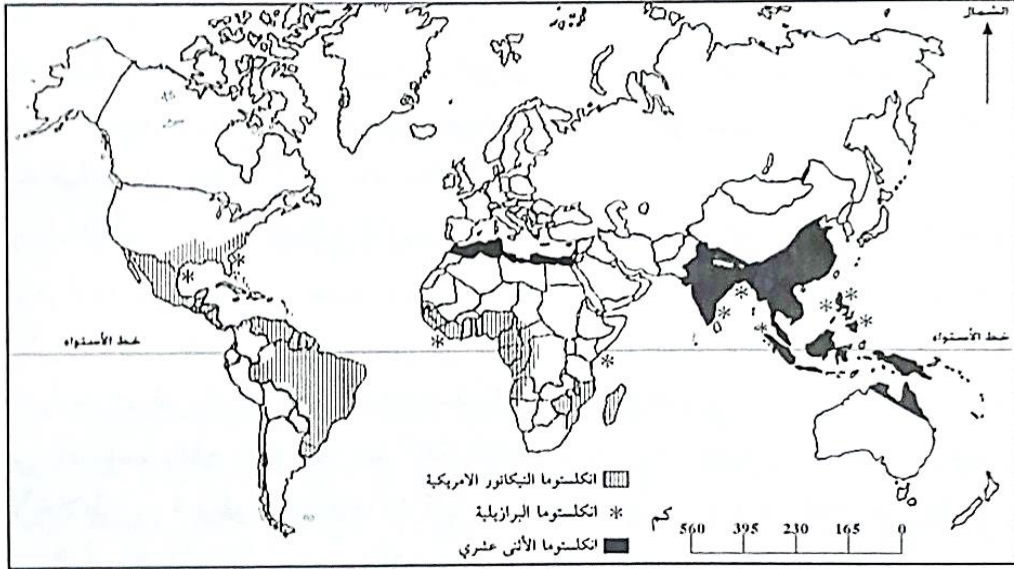 الشمال
خط الأستواء
خط الأستواء
انكلستوما النيكاتور الامريكية
انكلستوما البرازيلية
انكلستوما الأثنى عشري
كم
560 395 230 165 0